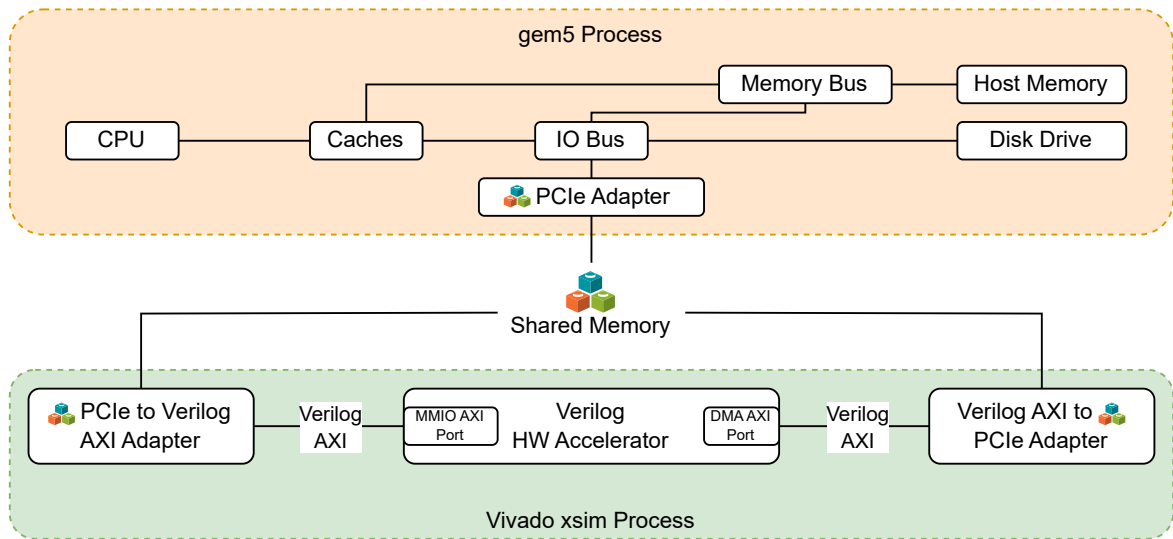 gem5 Process
Memory Bus
Host Memory
CPU
Caches
IO Bus
Disk Drive
PCIe Adapter
Shared Memory
PCIe to Verilog
AXI Adapter
Verilog
AXI
MMIO AXI
Port
Verilog
HW Accelerator
DMA AXI
Port
Verilog
AXI
Verilog AXI to
PCIe Adapter
Vivado xsim Process